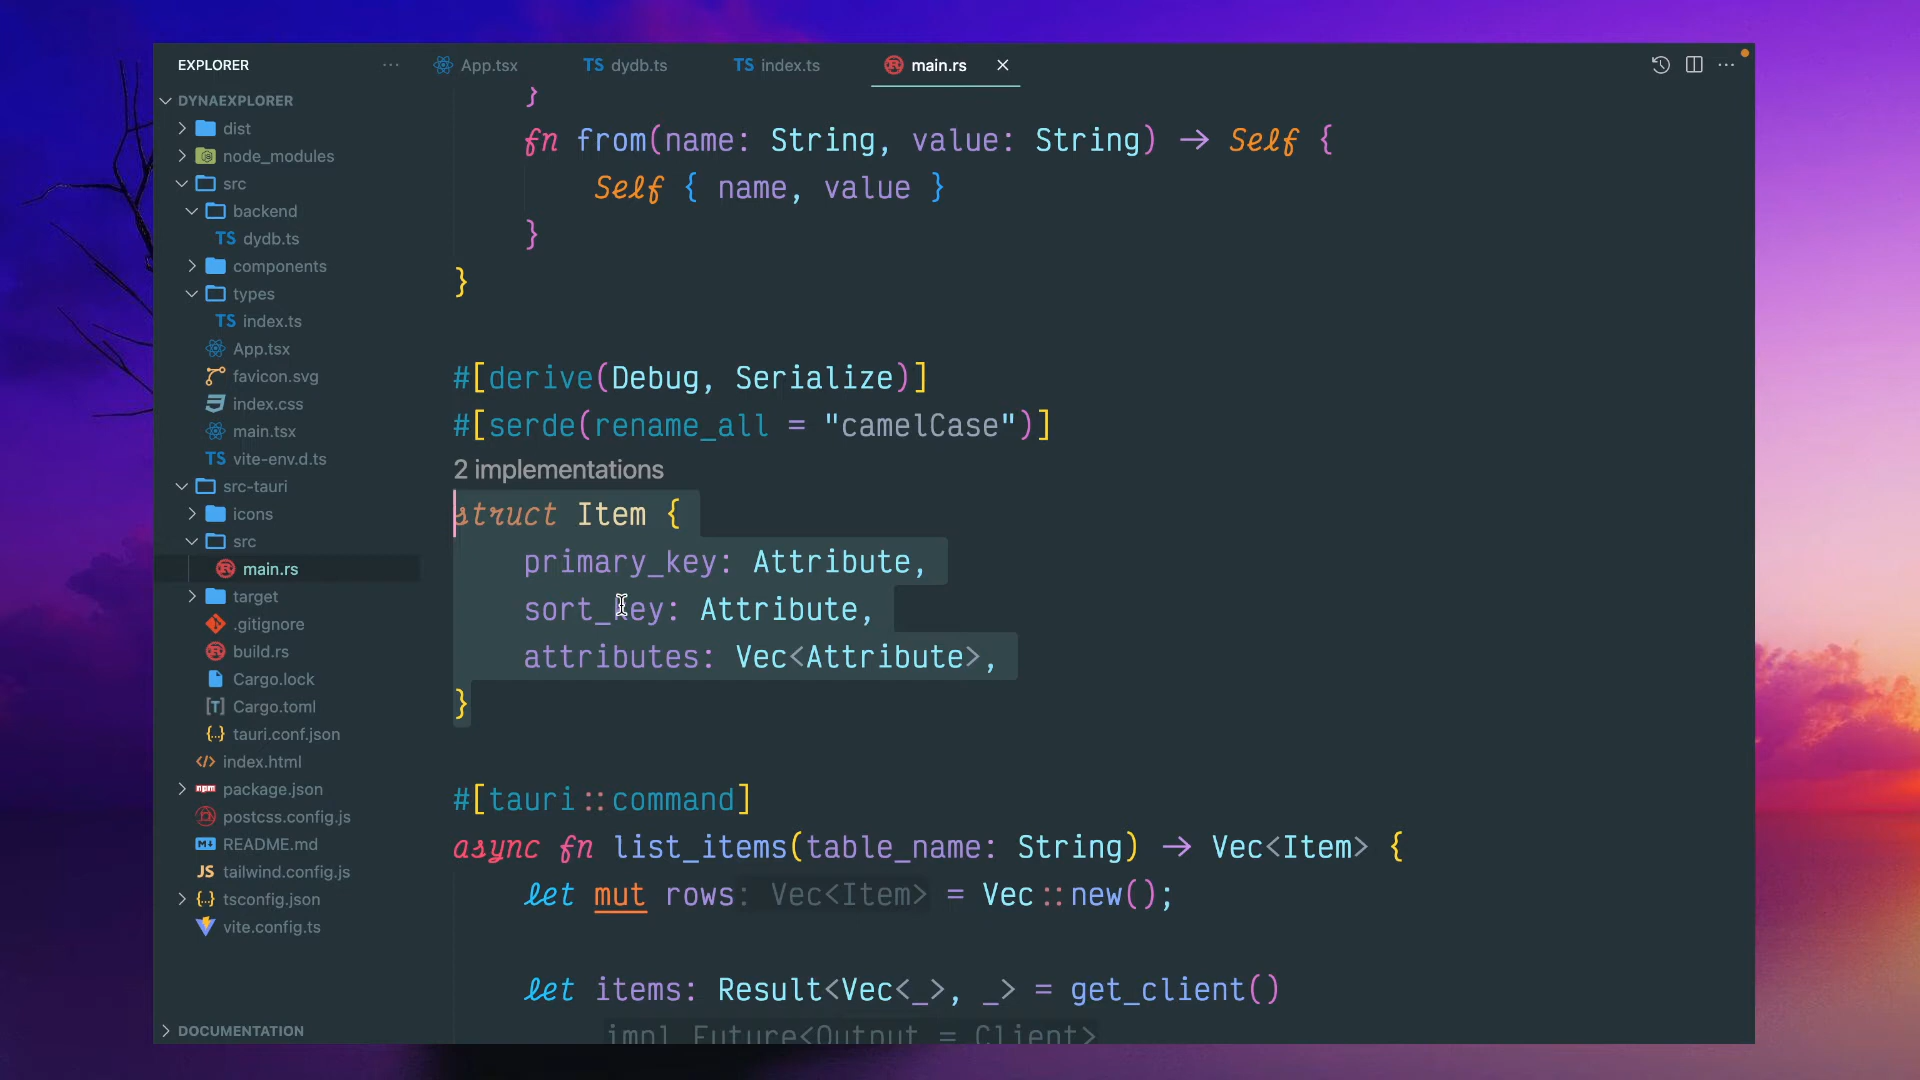 EXPLORER
DYNAEXPLORER
dist
node_modules
src
backend
TS dydb.ts
components
types
TS index.ts
App.tsx
favicon.svg
index.css
main.tsx
TS vite-env.d.ts
src-tauri
icons
src
main.rs
target
.gitignore
build.rs
Cargo.lock
[T] Cargo.toml
{..} tauri.conf.json
</> index.html
npm package.json
postcss.config.js
M↓ README.md
JS tailwind.config.js
{..} tsconfig.json
vite.config.ts
DOCUMENTATION
App.tsx TS dydb.ts TS index.ts main.rs
}
fn from(name: String, value: String) → Self {
Self { name, value }
}
}
#[derive(Debug, Serialize)]
#[serde(rename_all = "camelCase")]
2 implementations
struct Item {
primary_key: Attribute,
sort_key: Attribute,
attributes: Vec<Attribute>,
}
#[tauri::command]
async fn list_items(table_name: String) → Vec<Item> {
let mut rows: Vec<Item> = Vec::new();
let items: Result<Vec<_>, _> = get_client()
impl Future<Output = Client>